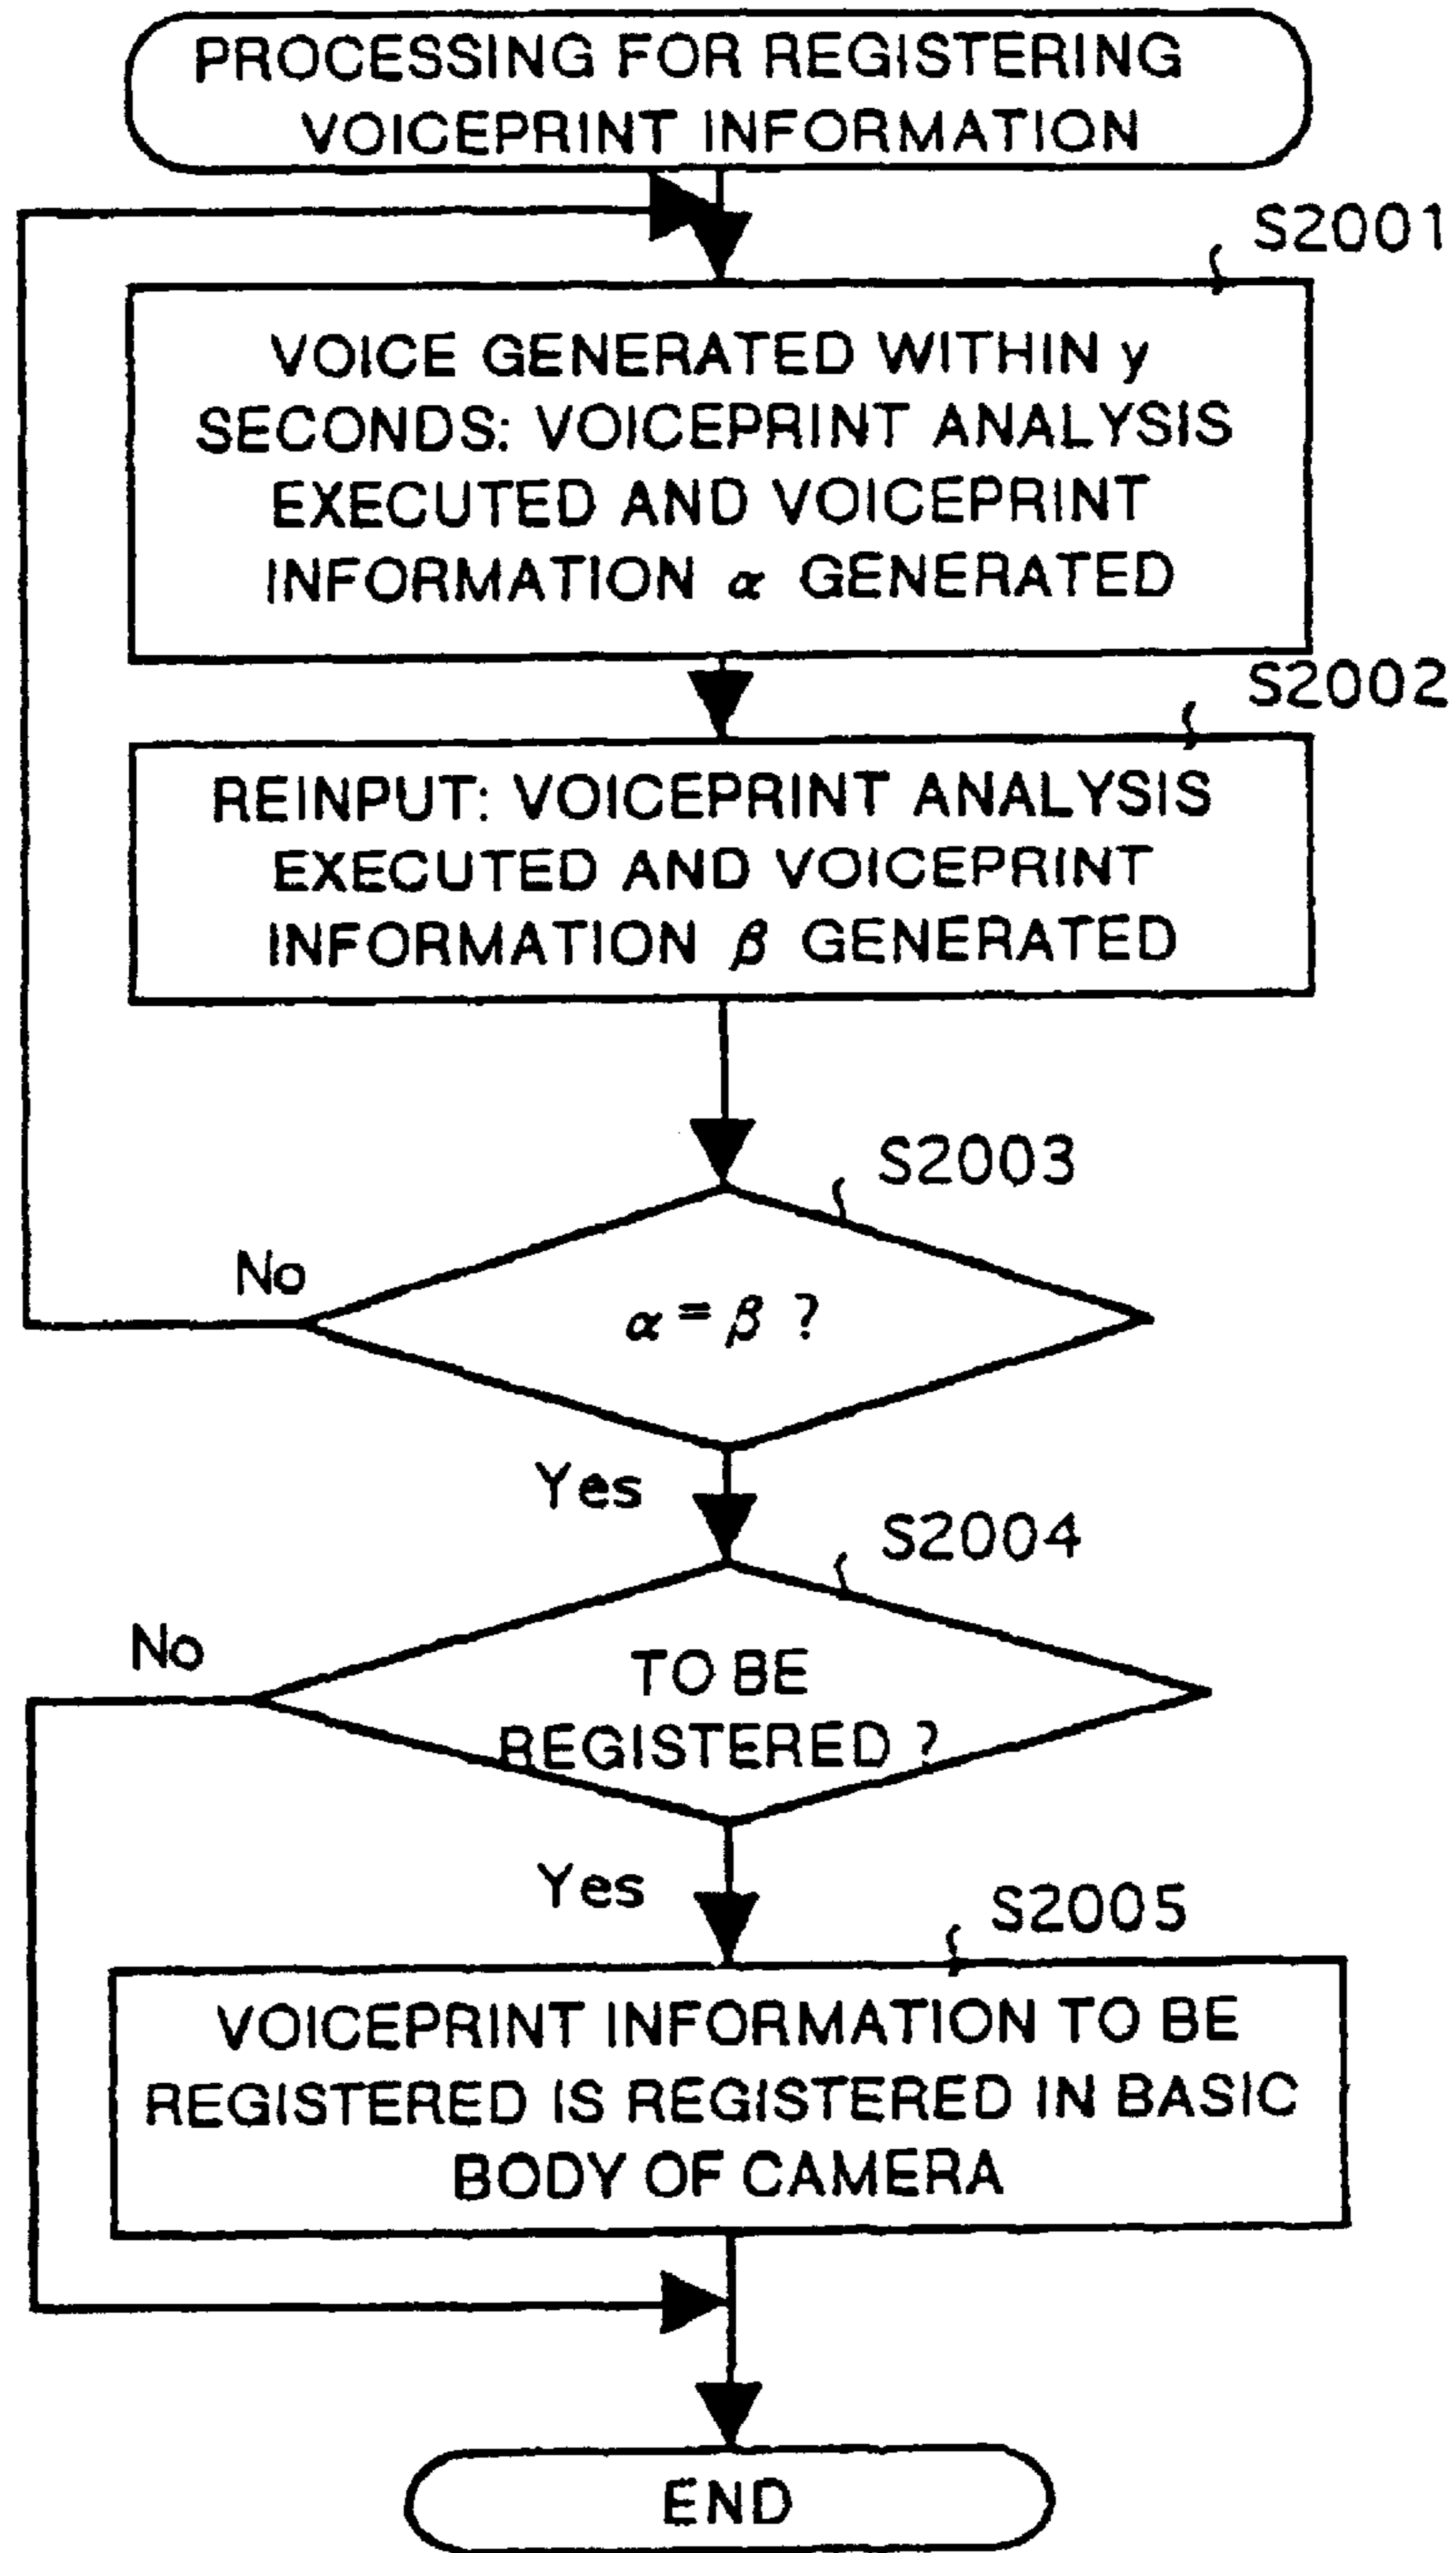 PROCESSING FOR REGISTERING
VOICEPRINT INFORMATION
S2001
VOICE GENERATED WITHIN y
SECONDS: VOICEPRINT ANALYSIS
EXECUTED AND VOICEPRINT
INFORMATION α GENERATED
S2002
REINPUT: VOICEPRINT ANALYSIS
EXECUTED AND VOICEPRINT
INFORMATION β GENERATED
S2003
No
α = β ?
Yes
S2004
No
TO BE
REGISTERED ?
Yes
S2005
VOICEPRINT INFORMATION TO BE
REGISTERED IS REGISTERED IN BASIC
BODY OF CAMERA
END